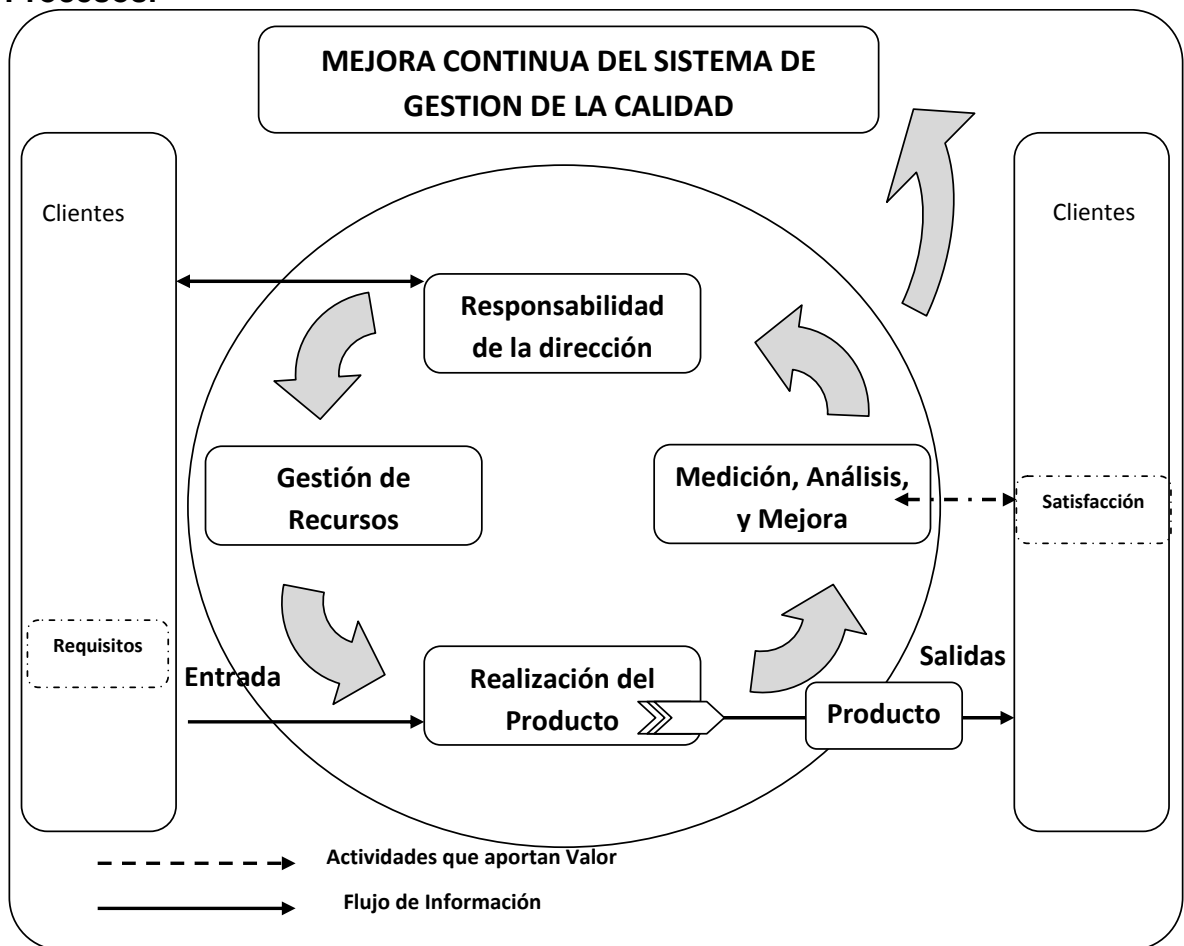 MEJORA CONTINUA DEL SISTEMA DE
GESTION DE LA CALIDAD
Clientes
Clientes
Responsabilidad
de la dirección
Gestión de
Recursos
Medición, Análisis,
y Mejora
Satisfacción
Requisitos
Entrada
Realización del
Producto
Salidas
Producto
Actividades que aportan Valor
Flujo de Información